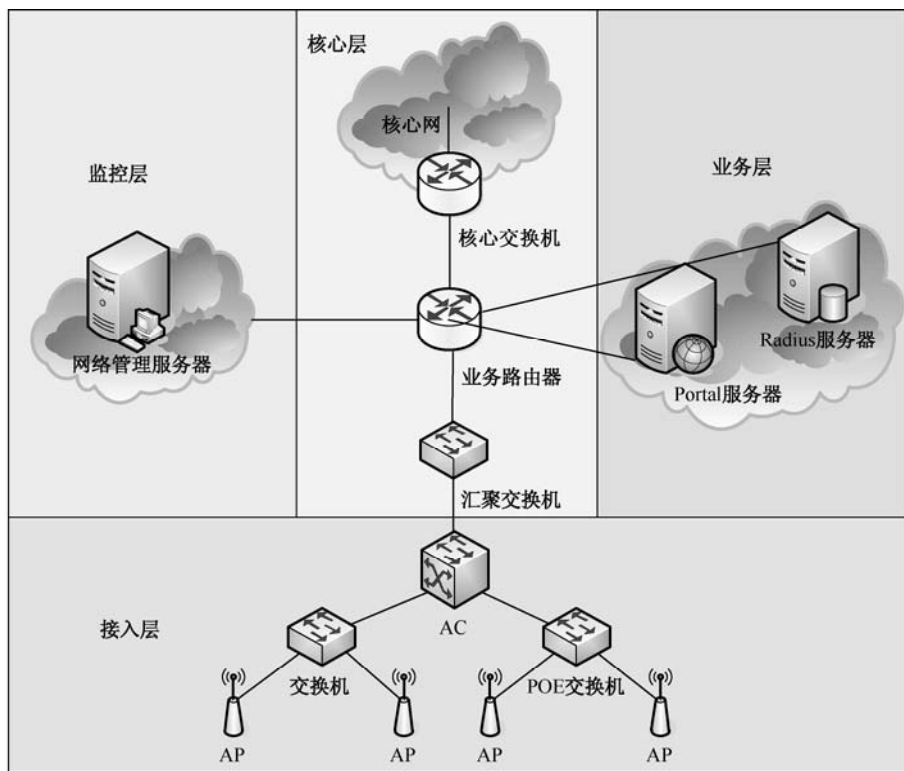 核心层
核心网
监控层
业务层
核心交换机
网络管理服务器
Radius服务器
业务路由器
Portal服务器
汇聚交换机
接入层
AC
交换机
POE交换机
AP
AP
AP
AP